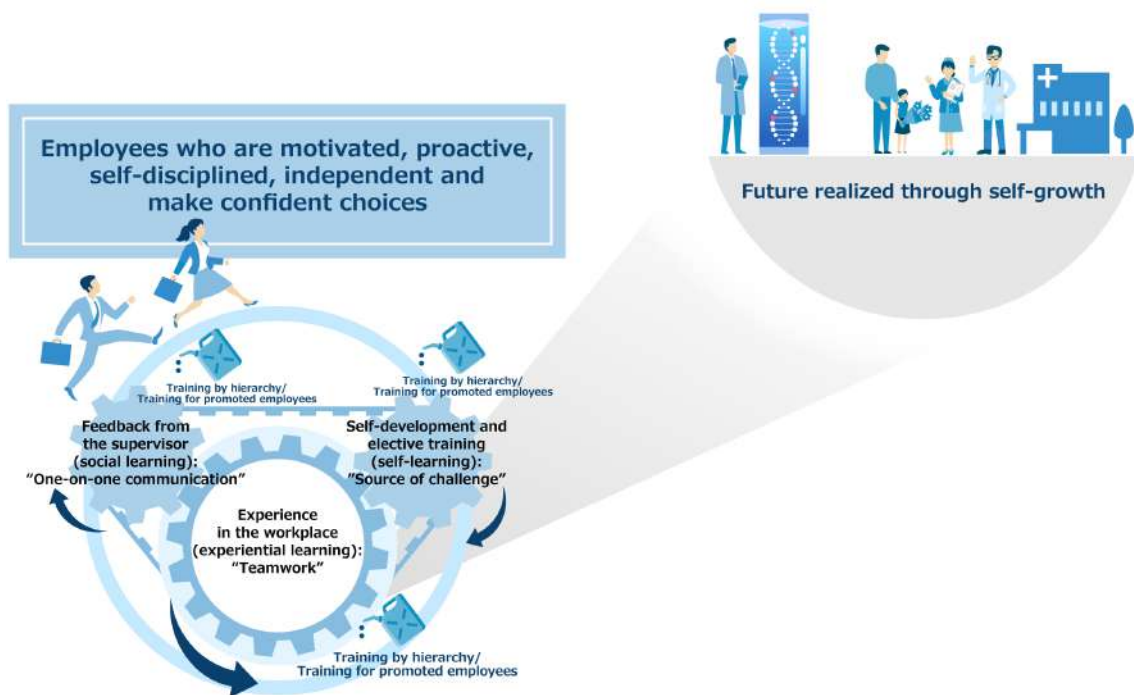 Employees who are motivated, proactive,
self-disciplined, independent and
make confident choices
Future realized through self-growth
Training by hierarchy/
Training for promoted employees
Training by hierarchy/
Training for promoted employees
Feedback from
the supervisor
(social learning):
“One-on-one communication”
Self-development and
elective training
(self-learning):
"Source of challenge”
Experience
in the workplace
(experiential learning):
“Teamwork”
Training by hierarchy/
Training for promoted employees